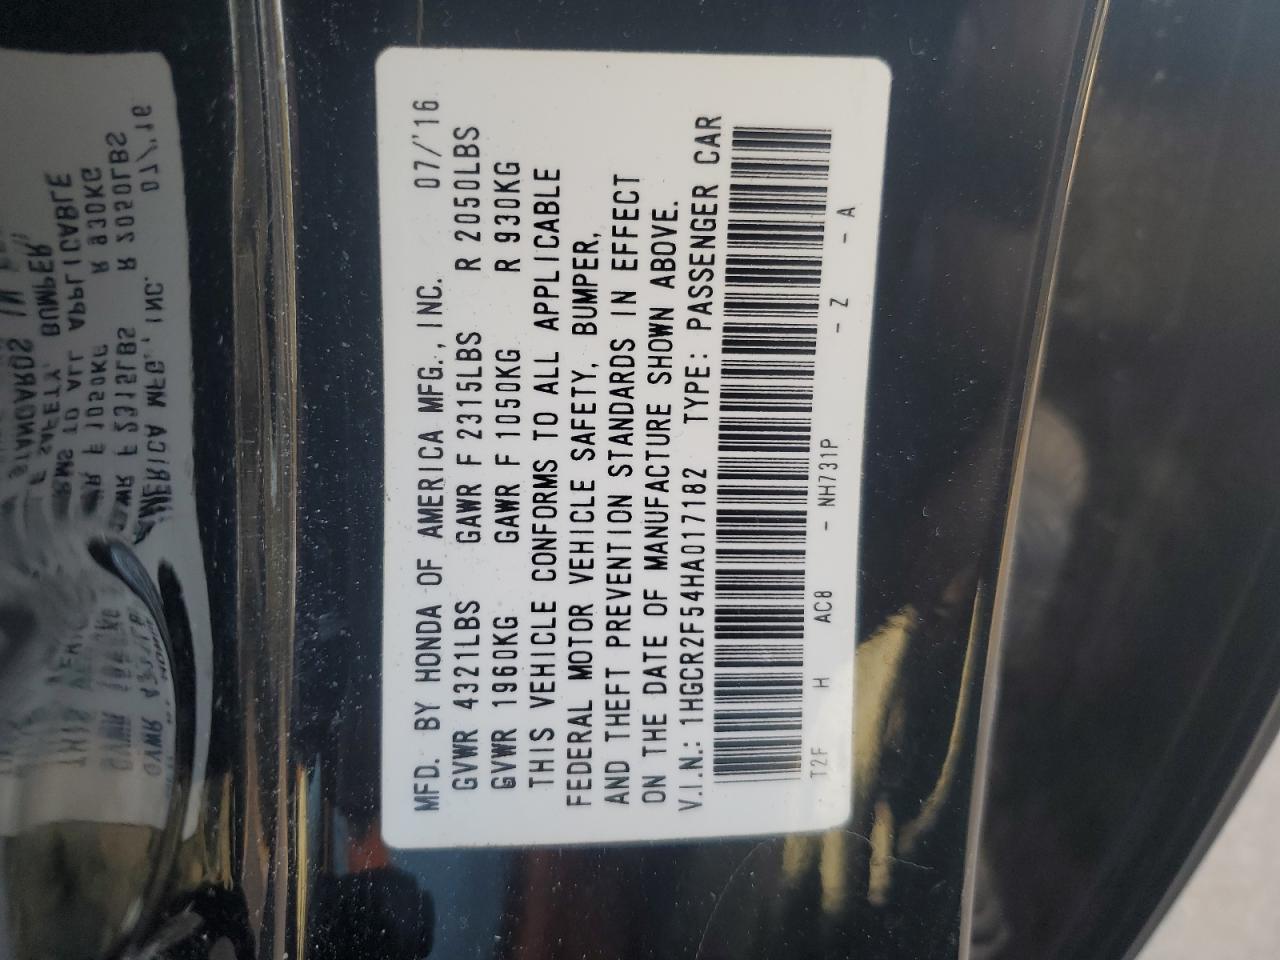 MFD. BY HONDA OF AMERICA MFG., INC. 07/'16
GVWR 4321LBS GAWR F 2315LBS R 2050LBS
GVWR 1960KG GAWR F 1050KG R 930KG
THIS VEHICLE CONFORMS TO ALL APPLICABLE
FEDERAL MOTOR VEHICLE SAFETY, BUMPER,
AND THEFT PREVENTION STANDARDS IN EFFECT
ON THE DATE OF MANUFACTURE SHOWN ABOVE.
V.I.N.: 1HGCR2F54HA017182 TYPE: PASSENGER CAR
T2F H AC8 - NH731P - Z - A